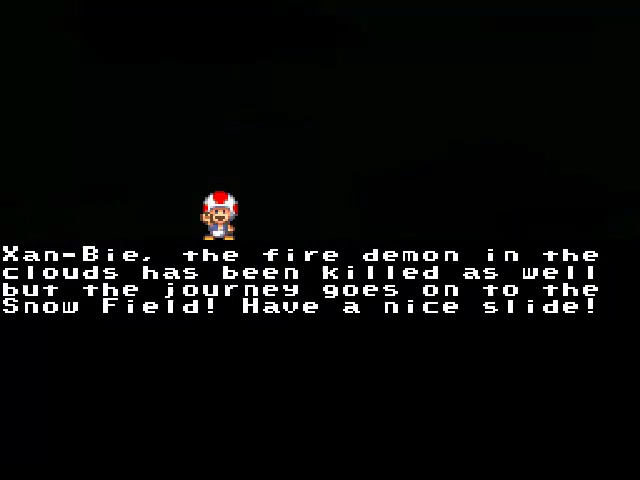 Xan-Bie, the fire demon in the
clouds has been killed as well
but the journey goes on to the
Snow Field! Have a nice slide!